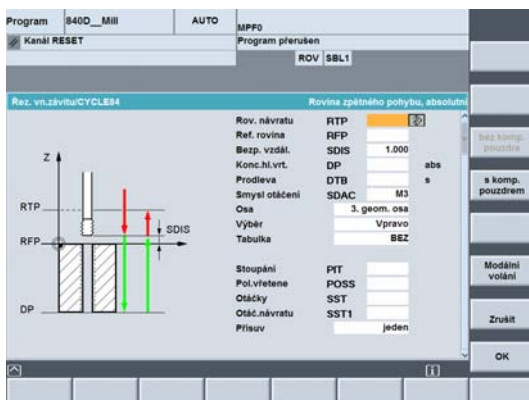 Program 840D__Mill AUTO MPF0
Kanál RESET Program přerušen
ROV SBL1
Řez. vn.závitu/CYCLE84 Rovina zpětného pohybu, absolutní
Rov. návratu RTP
Ref. rovina RFP
Bezp. vzdál. SDIS 1.000
Konc.hl.vrt. DP abs
Prodleva DTB s
Smysl otáčení SDAC M3
Osa 3. geom. osa
Výběr Vpravo
Tabulka BEZ
Stoupání PIT
Pol.vřetene POSS
Otáčky SST
Otáč.návratu SST1
Přísuv jeden
Z
RTP
SDIS
RFP
DP
bez komp. pouzdra
s komp. pouzdrem
Modální volání
Zrušit
OK